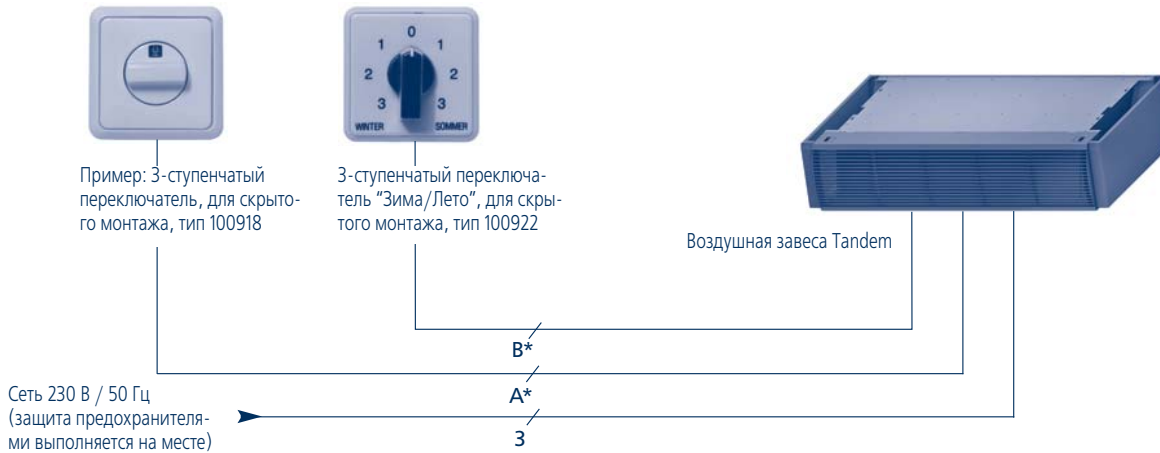 0
1 1
2 2
3 3
WINTER SOMMER
Пример: 3-ступенчатый
переключатель, для скрыто-
го монтажа, тип 100918
3-ступенчатый переключа-
тель “Зима/Лето”, для скры-
того монтажа, тип 100922
Воздушная завеса Tandem
B*
A*
Сеть 230 В / 50 Гц
(защита предохранителя-
ми выполняется на месте)
3